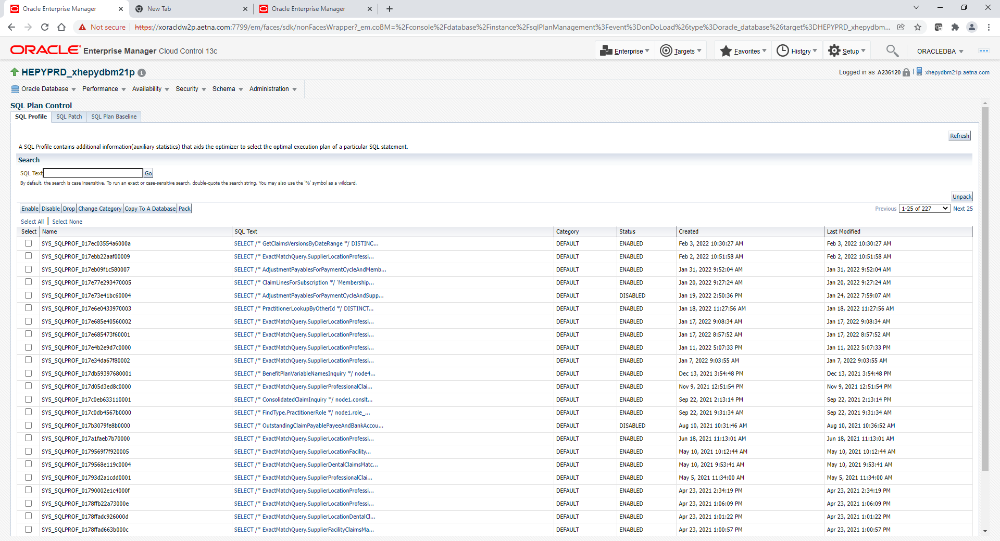 Oracle Enterprise Manager
New Tab
Oracle Enterprise Manager
Not secure
https://xoracldw2p.aetna.com:7799/em/faces/sdk/nonFacesWrapper?_em.coBM=%2Fconsole%2Fdatabase%2Finstance%2FsqlPlanManagement%3Fevent%3DonDoLoad%26type%3Doracle_database%26target%3DHEPYPRD_xhepydbm...
ORACLE Enterprise Manager Cloud Control 13c
Enterprise Targets Favorites History Setup ORACLEDBA
HEPYPRD_xhepydbm21p
Logged in as A236120 xhepydbm21p.aetna.com
Oracle Database Performance Availability Security Schema Administration
SQL Plan Control
SQL Profile SQL Patch SQL Plan Baseline
Refresh
A SQL Profile contains additional information(auxiliary statistics) that aids the optimizer to select the optimal execution plan of a particular SQL statement.
Search
SQL Text Go
By default, the search is case insensitive. To run an exact or case-sensitive search, double-quote the search string. You may also use the '%' symbol as a wildcard.
Unpack
Enable Disable Drop Change Category Copy To A Database Pack
Previous 1-25 of 227 Next 25
Select All Select None
Select Name SQL Text Category Status Created Last Modified
SYS_SQLPROF_017ec03554a6000a SELECT /* GetClaimsVersionsByDateRange */ DISTINC... DEFAULT ENABLED Feb 3, 2022 10:30:27 AM Feb 3, 2022 10:30:27 AM
SYS_SQLPROF_017ebb22aaf00009 SELECT /* ExactMatchQuery.SupplierLocationProfessi... DEFAULT ENABLED Feb 2, 2022 10:51:58 AM Feb 2, 2022 10:51:58 AM
SYS_SQLPROF_017eb09f1c580007 SELECT /* AdjustmentPayablesForPaymentCycleAndMemb... DEFAULT ENABLED Jan 31, 2022 9:52:04 AM Jan 31, 2022 9:52:04 AM
SYS_SQLPROF_017e77e293470005 SELECT /* ClaimLinesForSubscription */ 'Membership... DEFAULT ENABLED Jan 20, 2022 9:27:24 AM Jan 20, 2022 9:27:24 AM
SYS_SQLPROF_017e73e41bc60004 SELECT /* AdjustmentPayablesForPaymentCycleAndSupp... DEFAULT DISABLED Jan 19, 2022 2:50:36 PM Jan 24, 2022 7:59:07 AM
SYS_SQLPROF_017e6e0433970003 SELECT /* PractitionerLookupByOtherId */ DISTINCT... DEFAULT ENABLED Jan 18, 2022 11:27:56 AM Jan 18, 2022 11:27:56 AM
SYS_SQLPROF_017e685e40560002 SELECT /* ExactMatchQuery.SupplierLocationProfessi... DEFAULT ENABLED Jan 17, 2022 9:08:34 AM Jan 17, 2022 9:08:34 AM
SYS_SQLPROF_017e685473f60001 SELECT /* ExactMatchQuery.SupplierLocationProfessi... DEFAULT ENABLED Jan 17, 2022 8:57:52 AM Jan 17, 2022 8:57:52 AM
SYS_SQLPROF_017e4b2e9d7c0000 SELECT /* ExactMatchQuery.SupplierLocationProfessi... DEFAULT ENABLED Jan 11, 2022 5:07:33 PM Jan 11, 2022 5:07:33 PM
SYS_SQLPROF_017e34da67f80002 SELECT /* ExactMatchQuery.SupplierLocationProfessi... DEFAULT ENABLED Jan 7, 2022 9:03:55 AM Jan 7, 2022 9:03:55 AM
SYS_SQLPROF_017db59397680001 SELECT /* BenefitPlanVariableNamesInquiry */ node4... DEFAULT ENABLED Dec 13, 2021 3:54:48 PM Dec 13, 2021 3:54:48 PM
SYS_SQLPROF_017d05d3ed8c0000 SELECT /* ExactMatchQuery.SupplierProfessionalClai... DEFAULT ENABLED Nov 9, 2021 12:51:54 PM Nov 9, 2021 12:51:54 PM
SYS_SQLPROF_017c0eb633110001 SELECT /* ConsolidatedClaimInquiry */ node1.conslt... DEFAULT ENABLED Sep 22, 2021 2:13:14 PM Sep 22, 2021 2:13:14 PM
SYS_SQLPROF_017c0db4567b0000 SELECT /* FindType.PractitionerRole */ node1.role_... DEFAULT ENABLED Sep 22, 2021 9:31:34 AM Sep 22, 2021 9:31:34 AM
SYS_SQLPROF_017b3079fe8b0000 SELECT /* OutstandingClaimPayablePayeeAndBankAccou... DEFAULT DISABLED Aug 10, 2021 10:31:46 AM Aug 10, 2021 10:36:52 AM
SYS_SQLPROF_017a1faeb7b70000 SELECT /* ExactMatchQuery.SupplierLocationProfessi... DEFAULT ENABLED Jun 18, 2021 11:13:01 AM Jun 18, 2021 11:13:01 AM
SYS_SQLPROF_0179569f7f920005 SELECT /* ExactMatchQuery.SupplierLocationFacility... DEFAULT ENABLED May 10, 2021 10:12:44 AM May 10, 2021 10:12:44 AM
SYS_SQLPROF_0179568e119c0004 SELECT /* ExactMatchQuery.SupplierDentalClaimsMatc... DEFAULT ENABLED May 10, 2021 9:53:41 AM May 10, 2021 9:53:41 AM
SYS_SQLPROF_01793d2a1cdd0001 SELECT /* ExactMatchQuery.SupplierProfessionalClai... DEFAULT ENABLED May 5, 2021 11:34:00 AM May 5, 2021 11:34:00 AM
SYS_SQLPROF_01790002e1c4000f SELECT /* ExactMatchQuery.SupplierLocationProfessi... DEFAULT ENABLED Apr 23, 2021 2:34:19 PM Apr 23, 2021 2:34:19 PM
SYS_SQLPROF_0178ffb22a73000e SELECT /* ExactMatchQuery.SupplierLocationProfessi... DEFAULT ENABLED Apr 23, 2021 1:06:09 PM Apr 23, 2021 1:06:09 PM
SYS_SQLPROF_0178ffadc926000d SELECT /* ExactMatchQuery.SupplierLocationDentalCl... DEFAULT ENABLED Apr 23, 2021 1:01:22 PM Apr 23, 2021 1:01:22 PM
SYS_SQLPROF_0178ffad663b000c SELECT /* ExactMatchQuery.SupplierFacilityClaimsMa... DEFAULT ENABLED Apr 23, 2021 1:00:57 PM Apr 23, 2021 1:00:57 PM